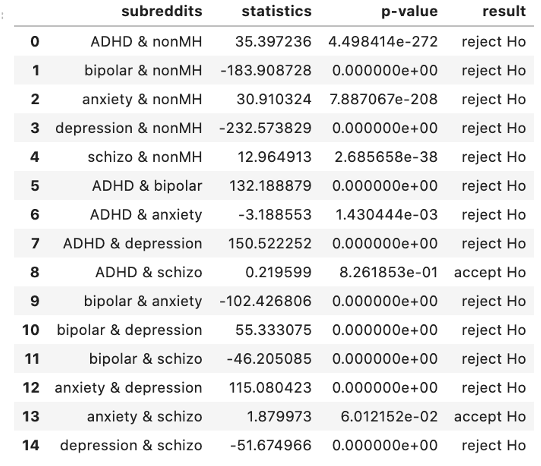 subreddits statistics p-value result
0 ADHD & nonMH 35.397236 4.498414e-272 reject Ho
1 bipolar & nonMH -183.908728 0.000000e+00 reject Ho
2 anxiety & nonMH 30.910324 7.887067e-208 reject Ho
3 depression & nonMH -232.573829 0.000000e+00 reject Ho
4 schizo & nonMH 12.964913 2.685658e-38 reject Ho
5 ADHD & bipolar 132.188879 0.000000e+00 reject Ho
6 ADHD & anxiety -3.188553 1.430444e-03 reject Ho
7 ADHD & depression 150.522252 0.000000e+00 reject Ho
8 ADHD & schizo 0.219599 8.261853e-01 accept Ho
9 bipolar & anxiety -102.426806 0.000000e+00 reject Ho
10 bipolar & depression 55.333075 0.000000e+00 reject Ho
11 bipolar & schizo -46.205085 0.000000e+00 reject Ho
12 anxiety & depression 115.080423 0.000000e+00 reject Ho
13 anxiety & schizo 1.879973 6.012152e-02 accept Ho
14 depression & schizo -51.674966 0.000000e+00 reject Ho